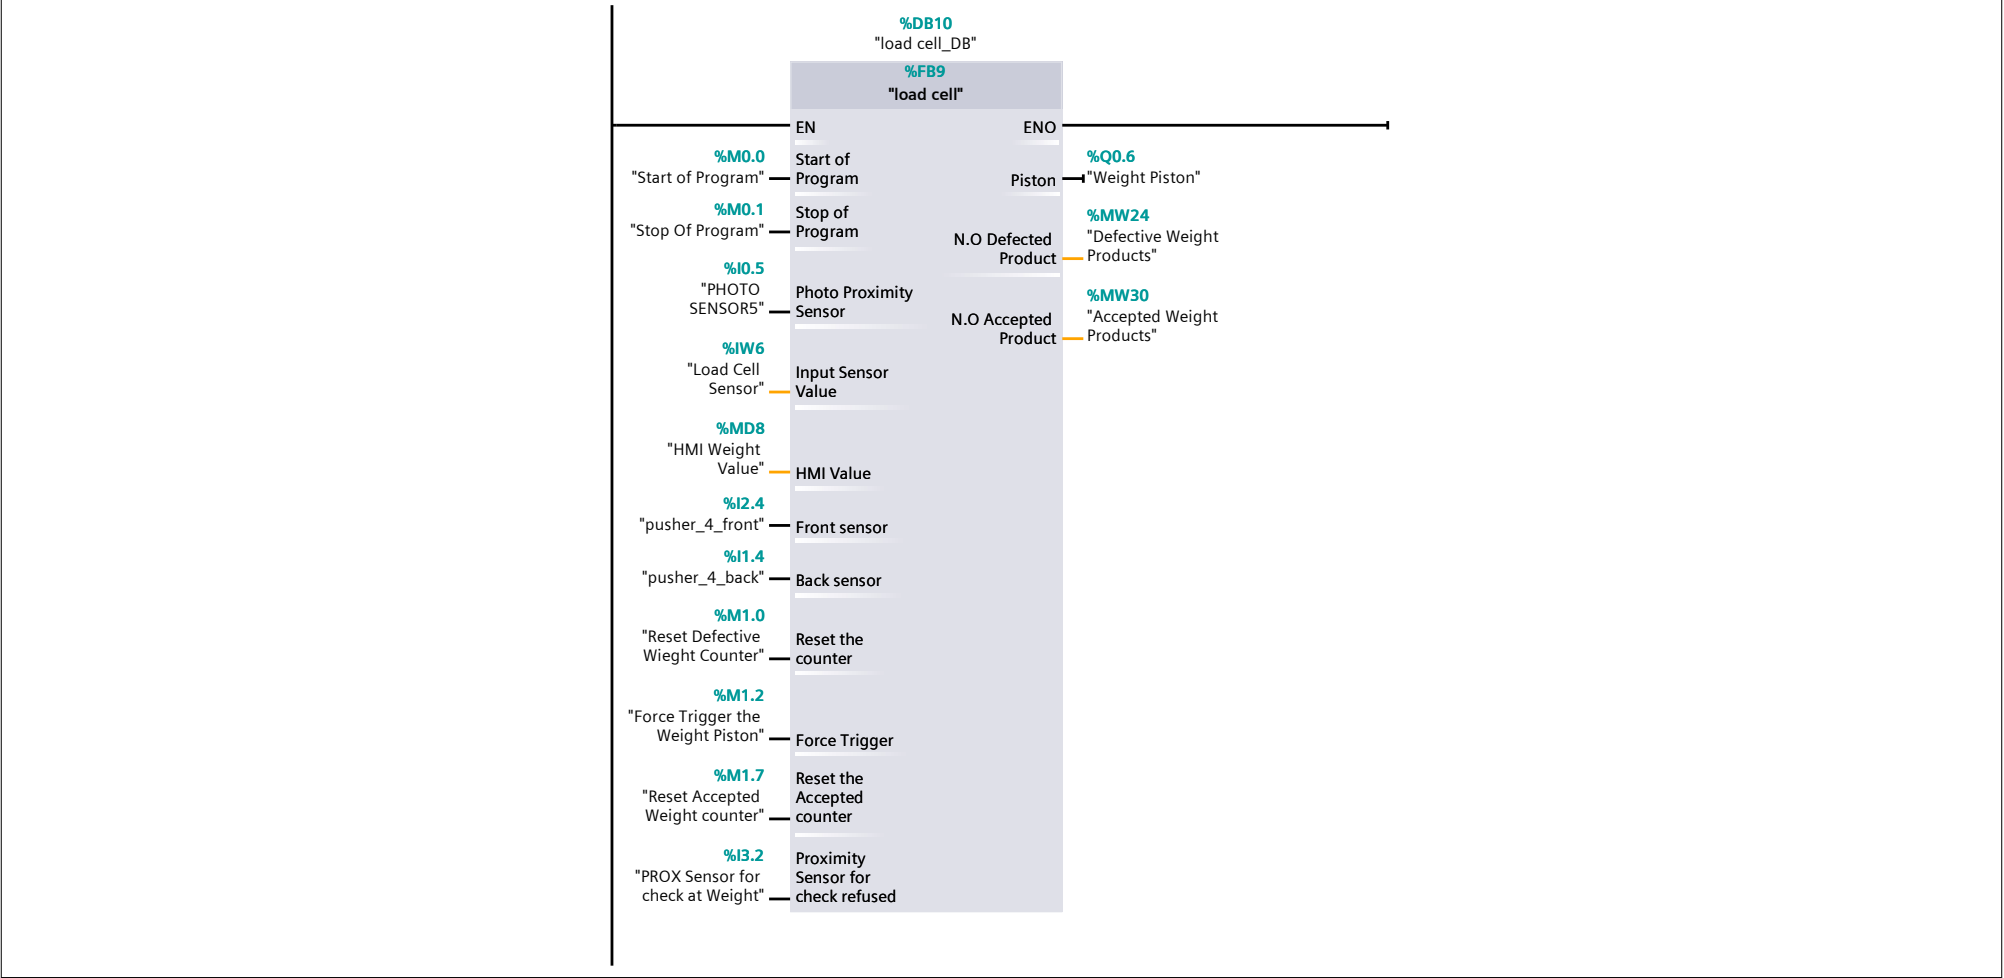 %DB10
"load cell_DB"
%FB9
"load cell"
EN
ENO
%M0.0
"Start of Program"
Start of
Program
Piston
%Q0.6
"Weight Piston"
%M0.1
"Stop Of Program"
Stop of
Program
N.O Defected
Product
%MW24
"Defective Weight
Products"
%I0.5
"PHOTO
SENSOR5"
Photo Proximity
Sensor
N.O Accepted
Product
%MW30
"Accepted Weight
Products"
%IW6
"Load Cell
Sensor"
Input Sensor
Value
%MD8
"HMI Weight
Value"
HMI Value
%I2.4
"pusher_4_front"
Front sensor
%I1.4
"pusher_4_back"
Back sensor
%M1.0
"Reset Defective
Wieght Counter"
Reset the
counter
%M1.2
"Force Trigger the
Weight Piston"
Force Trigger
%M1.7
"Reset Accepted
Weight counter"
Reset the
Accepted
counter
%I3.2
"PROX Sensor for
check at Weight"
Proximity
Sensor for
check refused